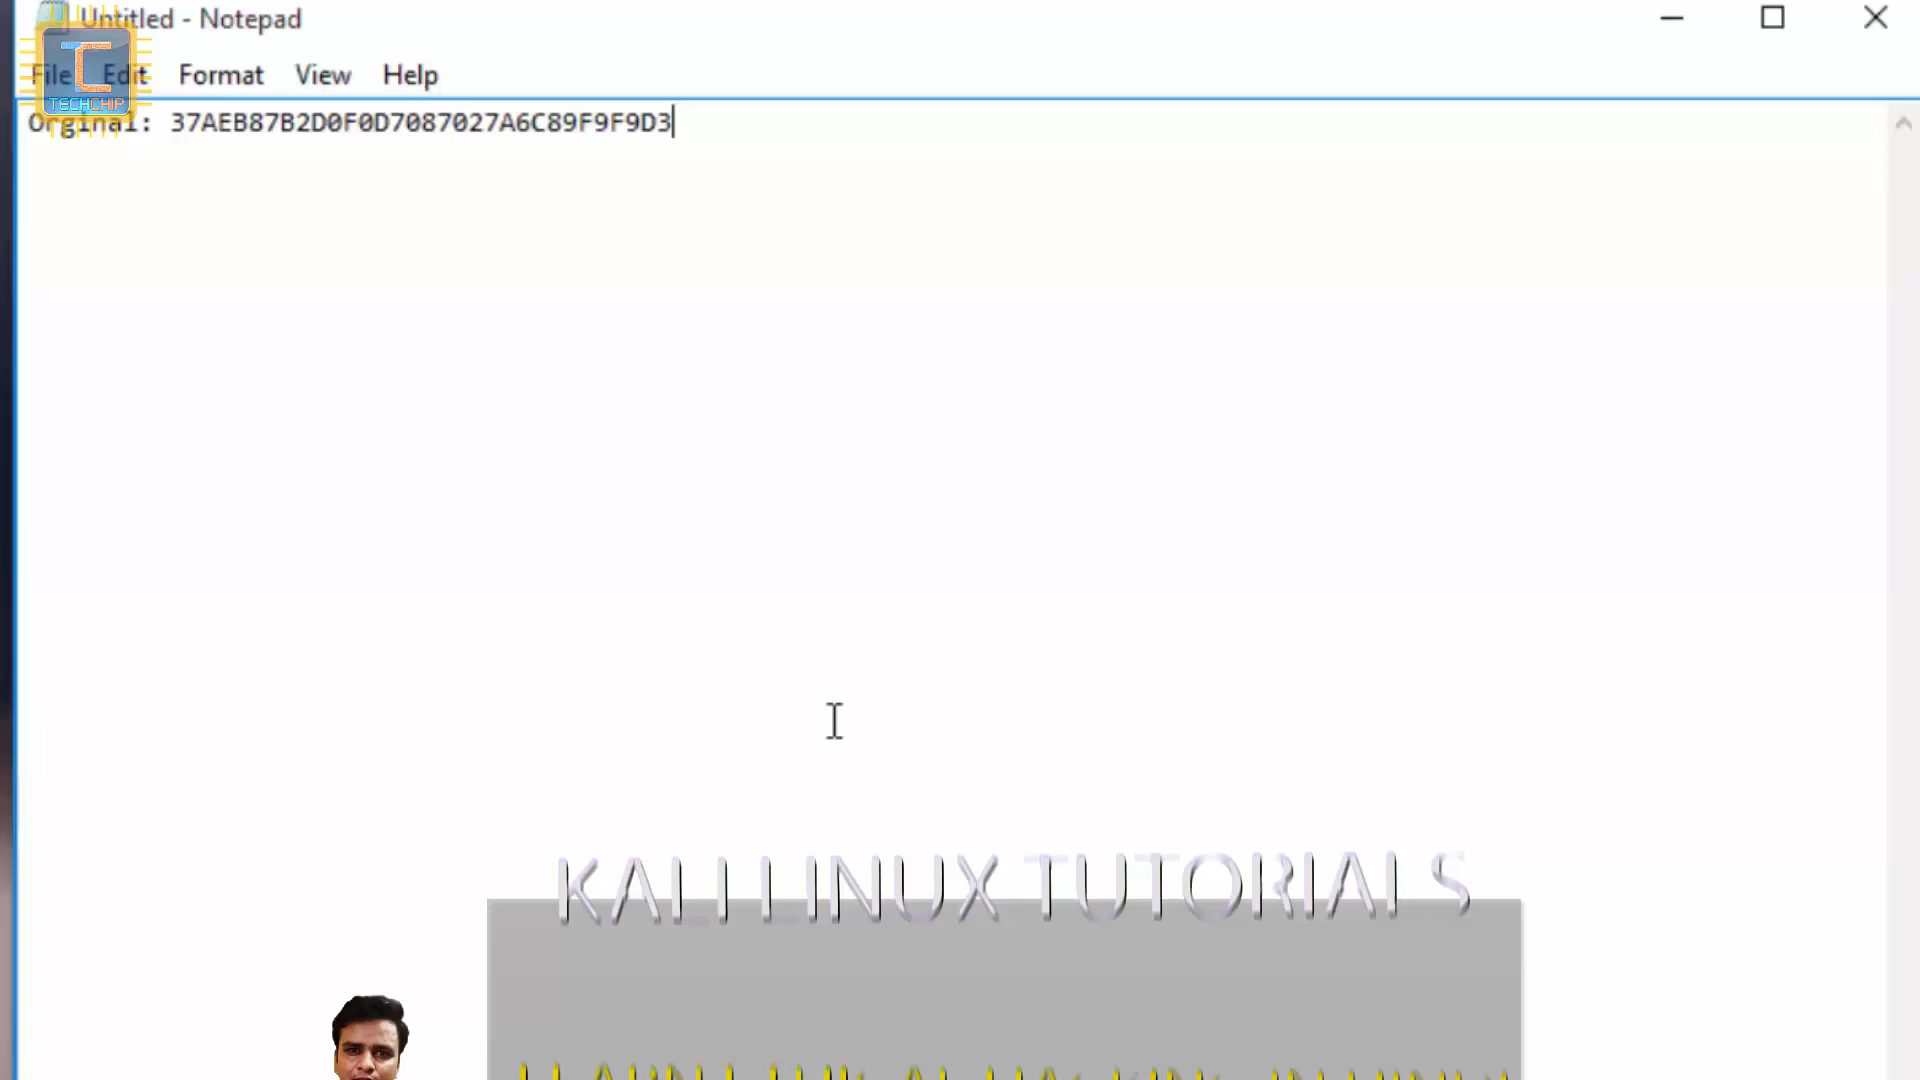 Untitled - Notepad
File Edit Format View Help
TECHCHIP
Orginal: 37AEB87B2D0F0D7087027A6C89F9F9D3
KALI LINUX TUTORIALS